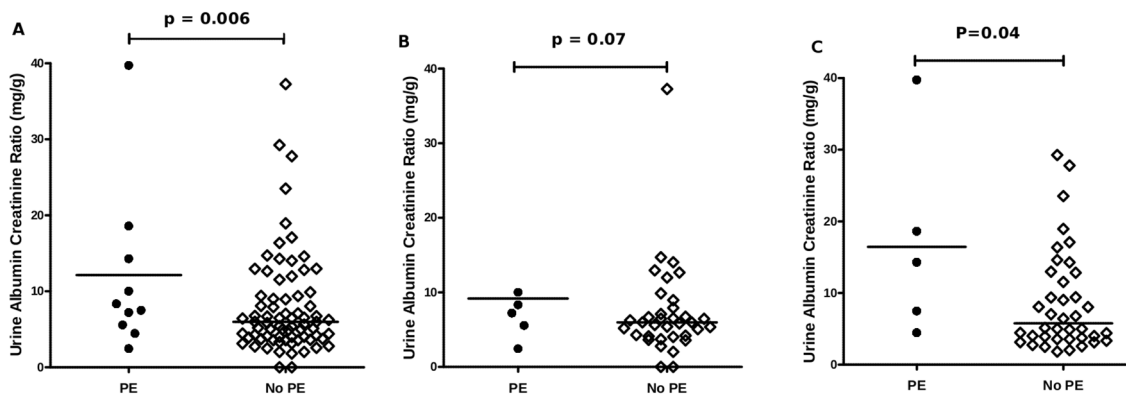 A
p = 0.006
Urine Albumin Creatinine Ratio (mg/g)
40
30
20
10
0
PE
No PE
B
p = 0.07
Urine Albumin Creatinine Ratio (mg/g)
40
30
20
10
0
PE
No PE
C
P=0.04
Urine Albumin Creatinine Ratio (mg/g)
40
30
20
10
0
PE
No PE